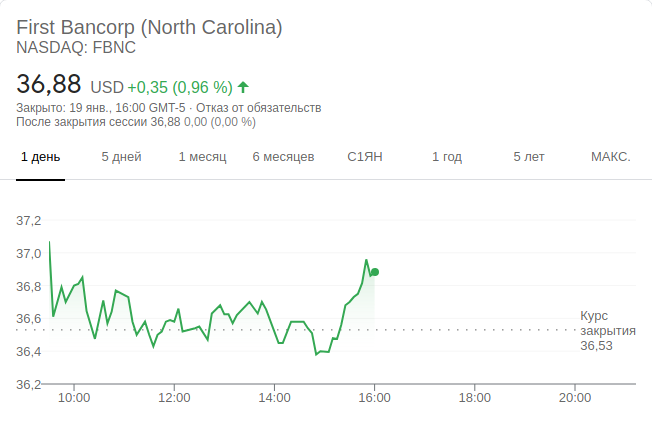 First Bancorp (North Carolina)
NASDAQ: FBNC
36,88 USD +0,35 (0,96 %)
Закрыто: 19 янв., 16:00 GMT-5 · Отказ от обязательств
После закрытия сессии 36,88 0,00 (0,00 %)
1 день 5 дней 1 месяц 6 месяцев С1ЯН 1 год 5 лет МАКС.
37,2
37,0
36,8
36,6
36,4
36,2
Курс
закрытия
36,53
10:00 12:00 14:00 16:00 18:00 20:00